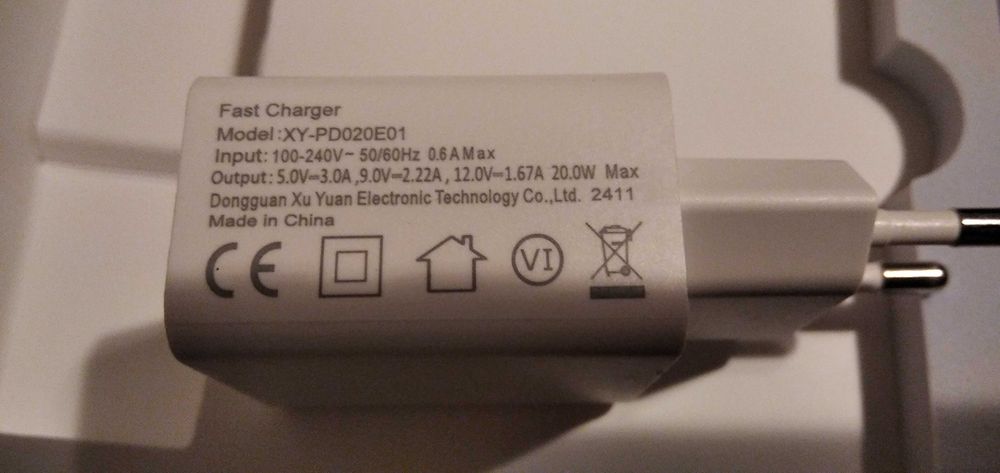 Fast Charger
Model:XY-PD020E01
Input: 100-240V~ 50/60Hz 0.6 A Max
Output: 5.0V⎓3.0A ,9.0V⎓2.22A , 12.0V⎓1.67A 20.0W Max
Dongguan Xu Yuan Electronic Technology Co.,Ltd. 2411
Made in China
CE VI